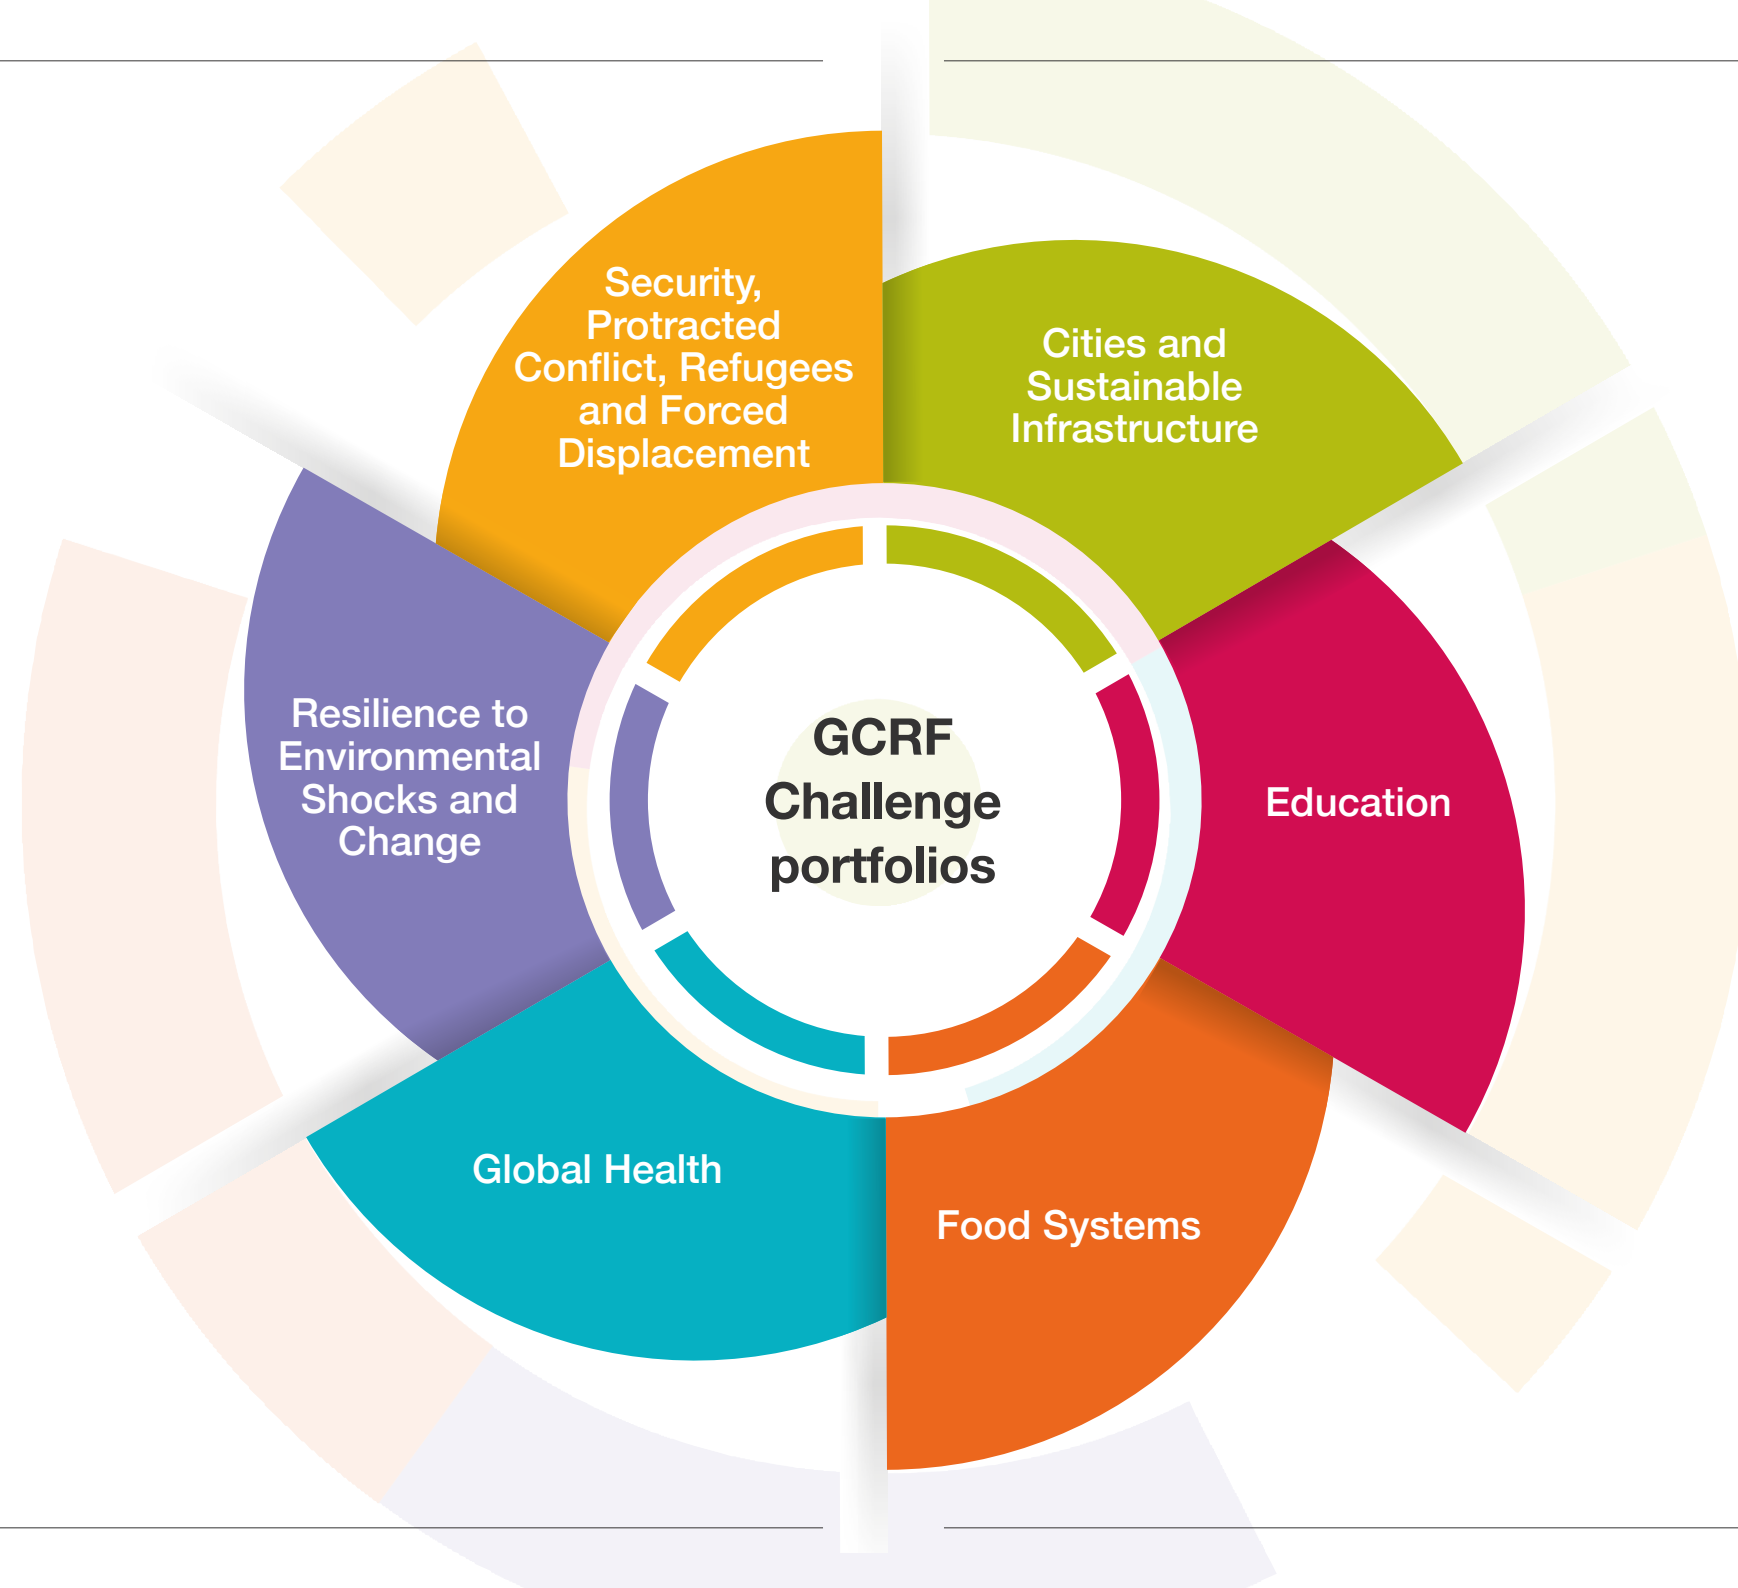 Security,
Protracted
Conflict, Refugees
and Forced
Displacement
Cities and
Sustainable
Infrastructure
Resilience to
Environmental
Shocks and
Change
GCRF
Challenge
portfolios
Education
Global Health
Food Systems